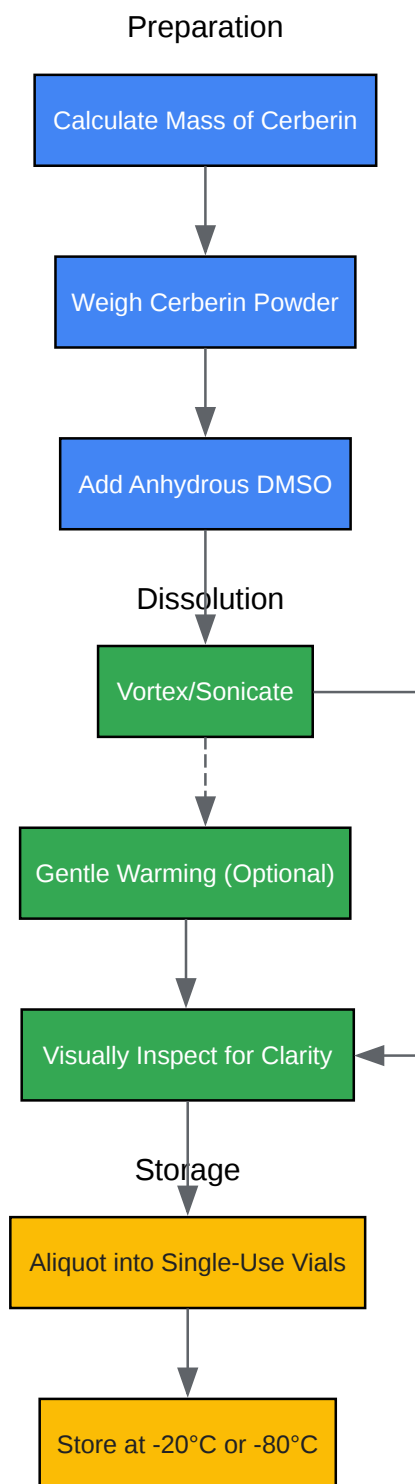 Preparation
Calculate Mass of Cerberin
Weigh Cerberin Powder
Add Anhydrous DMSO
Dissolution
Vortex/Sonicate
Gentle Warming (Optional)
Visually Inspect for Clarity
Storage
Aliquot into Single-Use Vials
Store at -20°C or -80°C